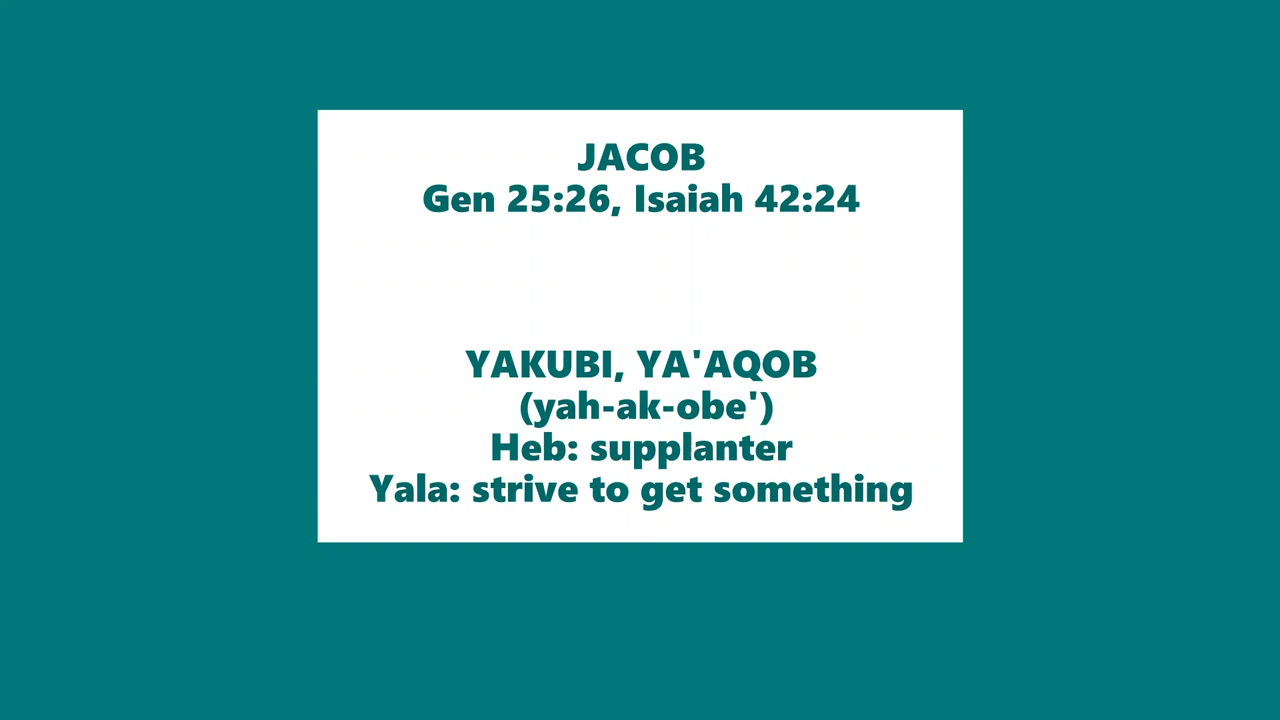 JACOB
Gen 25:26, Isaiah 42:24
YAKUBI, YA'AQOB
(yah-ak-obe')
Heb: supplanter
Yala: strive to get something